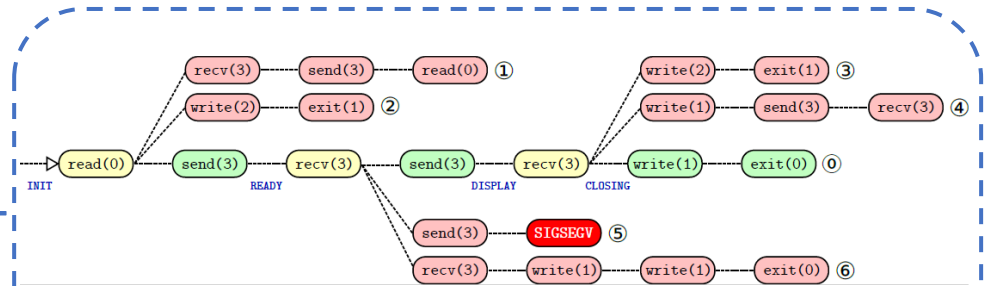 recv(3) send(3) read(0) ①
write(2) exit(1) ③
write(2) exit(1) ②
write(1) send(3) recv(3) ④
read(0) send(3) recv(3) send(3) recv(3) write(1) exit(0) ⓪
INIT READY DISPLAY CLOSING
send(3) SIGSEGV ⑤
recv(3) write(1) write(1) exit(0) ⑥